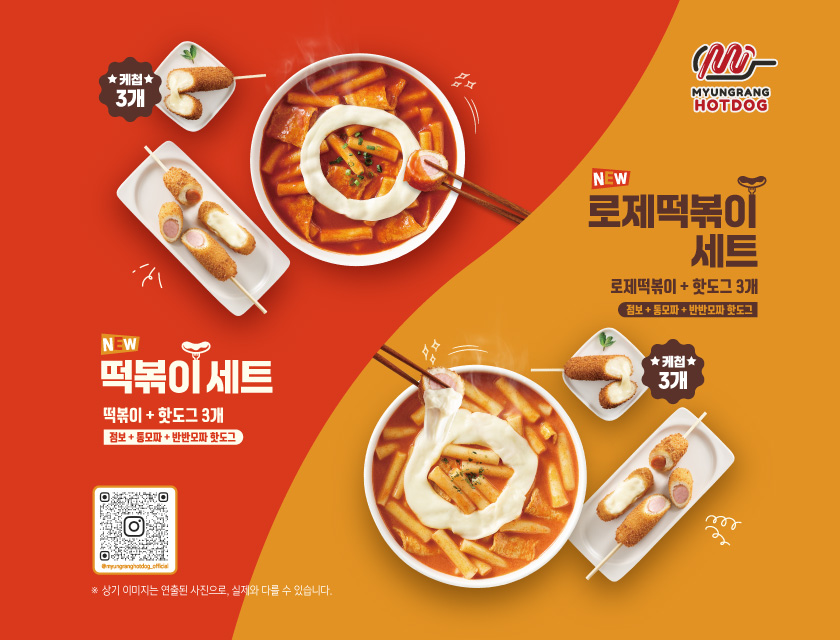 케첩
3개
NEW
떡볶이 세트
떡볶이 + 핫도그 3개
점보 + 통모짜 + 반반모짜 핫도그
@myungranghotdog_official
※ 상기 이미지는 연출된 사진으로, 실제와 다를 수 있습니다.
MYUNGRANG
HOTDOG
NEW
로제떡볶이
세트
로제떡볶이 + 핫도그 3개
점보 + 통모짜 + 반반모짜 핫도그
케첩
3개